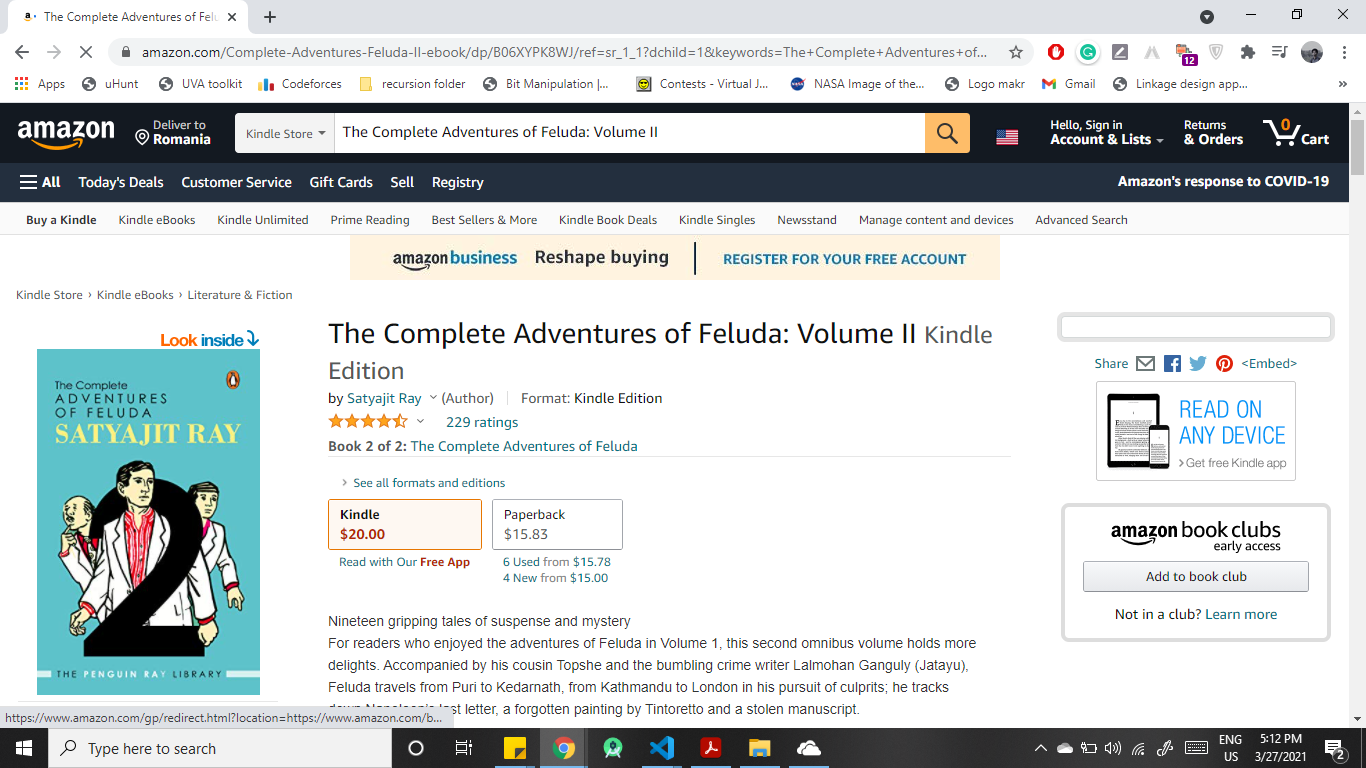 The Complete Adventures of Felu
amazon.com/Complete-Adventures-Feluda-II-ebook/dp/B06XYPK8WJ/ref=sr_1_1?dchild=1&keywords=The+Complete+Adventures+of...
12
Apps uHunt UVA toolkit Codeforces recursion folder Bit Manipulation |... Contests - Virtual J... NASA Image of the... Logo makr Gmail Linkage design app... »
amazon
Deliver to
Romania
Kindle Store
The Complete Adventures of Feluda: Volume II
Hello, Sign in
Account & Lists
Returns
& Orders
0
Cart
All Today's Deals Customer Service Gift Cards Sell Registry
Amazon's response to COVID-19
Buy a Kindle Kindle eBooks Kindle Unlimited Prime Reading Best Sellers & More Kindle Book Deals Kindle Singles Newsstand Manage content and devices Advanced Search
amazon business Reshape buying REGISTER FOR YOUR FREE ACCOUNT
Kindle Store › Kindle eBooks › Literature & Fiction
Look inside
The Complete
ADVENTURES
OF FELUDA
SATYAJIT RAY
2
THE PENGUIN RAY LIBRARY
The Complete Adventures of Feluda: Volume II Kindle
Edition
by Satyajit Ray (Author) Format: Kindle Edition
229 ratings
Book 2 of 2: The Complete Adventures of Feluda
› See all formats and editions
Kindle
$20.00
Read with Our Free App
Paperback
$15.83
6 Used from $15.78
4 New from $15.00
Nineteen gripping tales of suspense and mystery
For readers who enjoyed the adventures of Feluda in Volume 1, this second omnibus volume holds more
delights. Accompanied by his cousin Topshe and the bumbling crime writer Lalmohan Ganguly (Jatayu),
Feluda travels from Puri to Kedarnath, from Kathmandu to London in his pursuit of culprits; he tracks
down Napoleon's last letter, a forgotten painting by Tintoretto and a stolen manuscript.
Share <Embed>
READ ON
ANY DEVICE
›Get free Kindle app
amazon book clubs
early access
Add to book club
Not in a club? Learn more
https://www.amazon.com/gp/redirect.html?location=https://www.amazon.com/b...
Type here to search
ENG
US
5:12 PM
3/27/2021
2